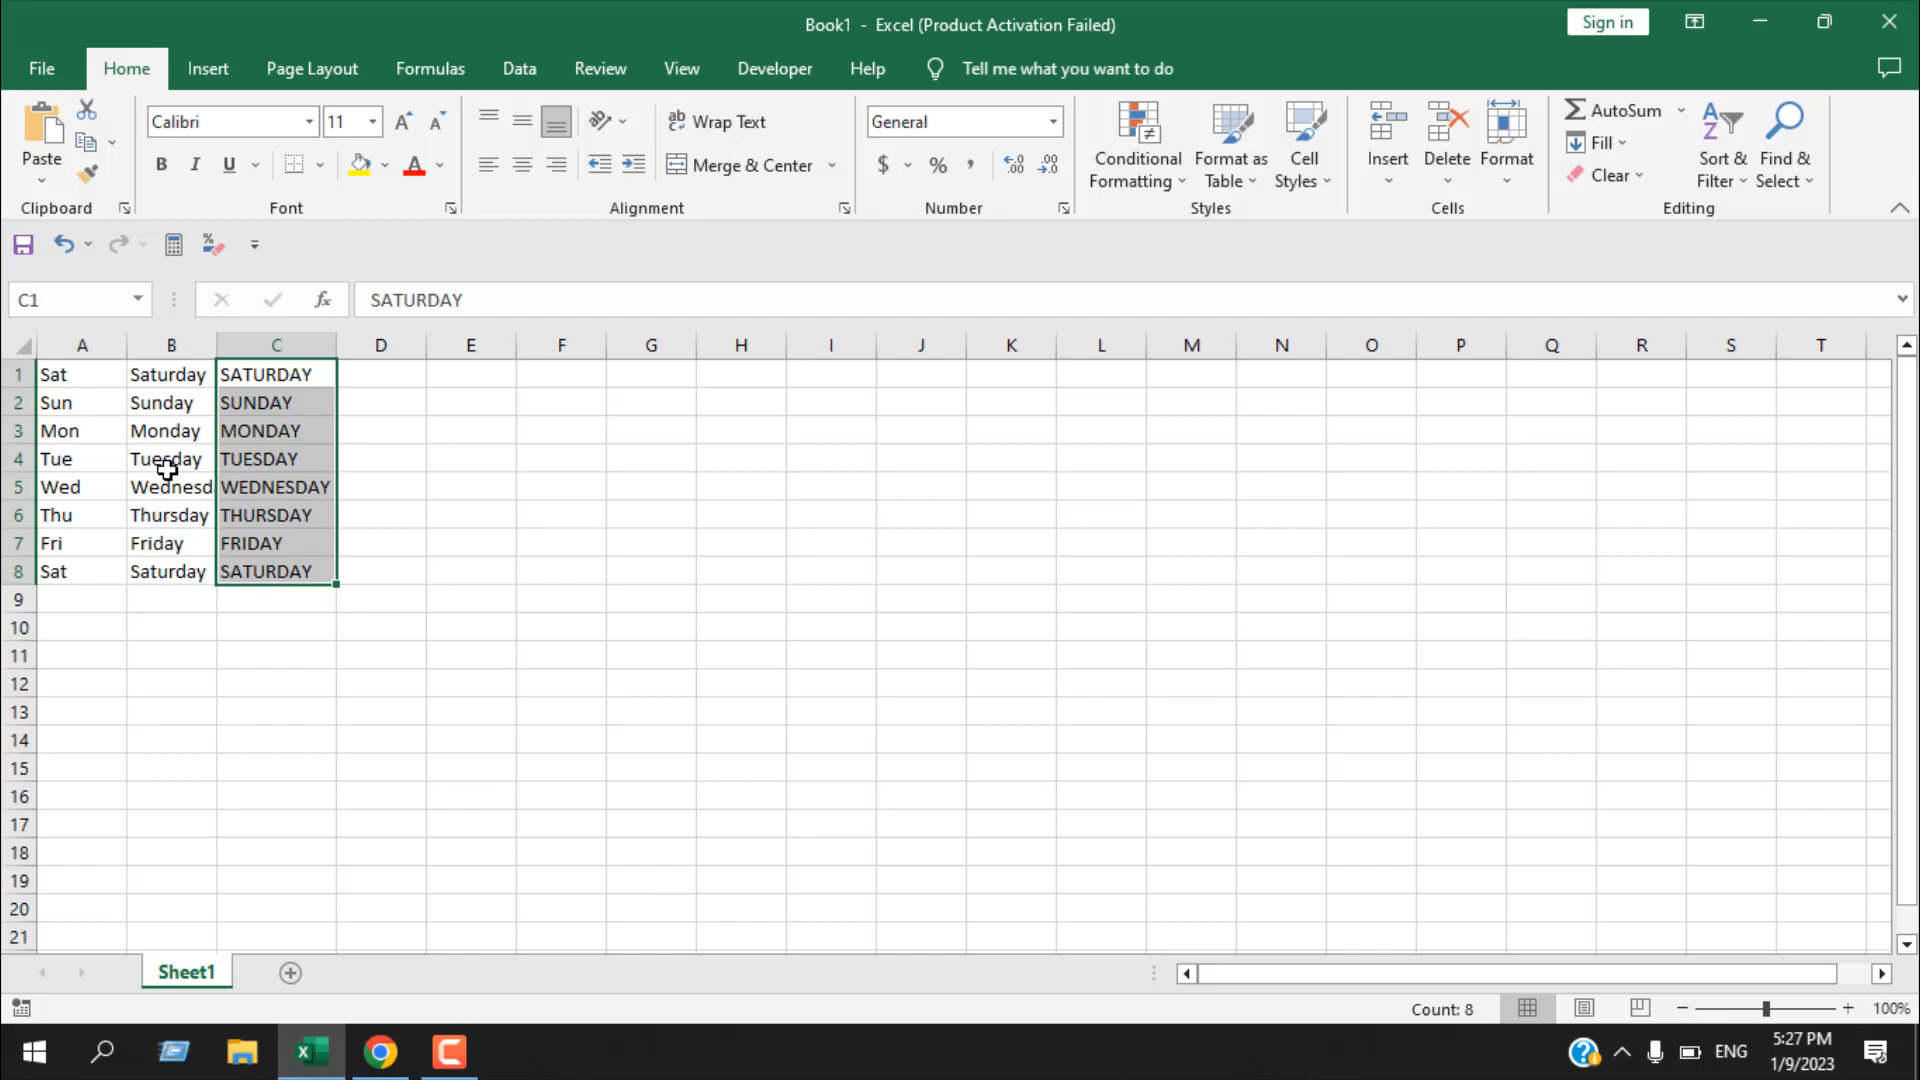 Book1 - Excel (Product Activation Failed)
Sign in
File Home Insert Page Layout Formulas Data Review View Developer Help Tell me what you want to do
Paste
Clipboard
Calibri 11
B I U
Font
Wrap Text
Merge & Center
Alignment
General
$ % ,
Number
Conditional Formatting
Format as Table
Cell Styles
Styles
Insert Delete Format
Cells
AutoSum
Fill
Clear
Sort & Filter
Find & Select
Editing
C1 fx SATURDAY
A B C D E F G H I J K L M N O P Q R S T
1 Sat Saturday SATURDAY
2 Sun Sunday SUNDAY
3 Mon Monday MONDAY
4 Tue Tuesday TUESDAY
5 Wed Wednesd WEDNESDAY
6 Thu Thursday THURSDAY
7 Fri Friday FRIDAY
8 Sat Saturday SATURDAY
9
10
11
12
13
14
15
16
17
18
19
20
21
Sheet1
Count: 8 100%
ENG
5:27 PM
1/9/2023